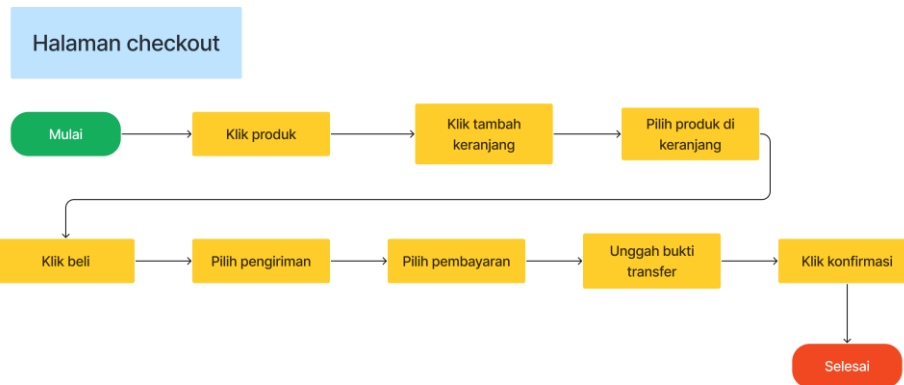 Halaman checkout
Mulai
Klik produk
Klik tambah
keranjang
Pilih produk di
keranjang
Klik beli
Pilih pengiriman
Pilih pembayaran
Unggah bukti
transfer
Klik konfirmasi
Selesai